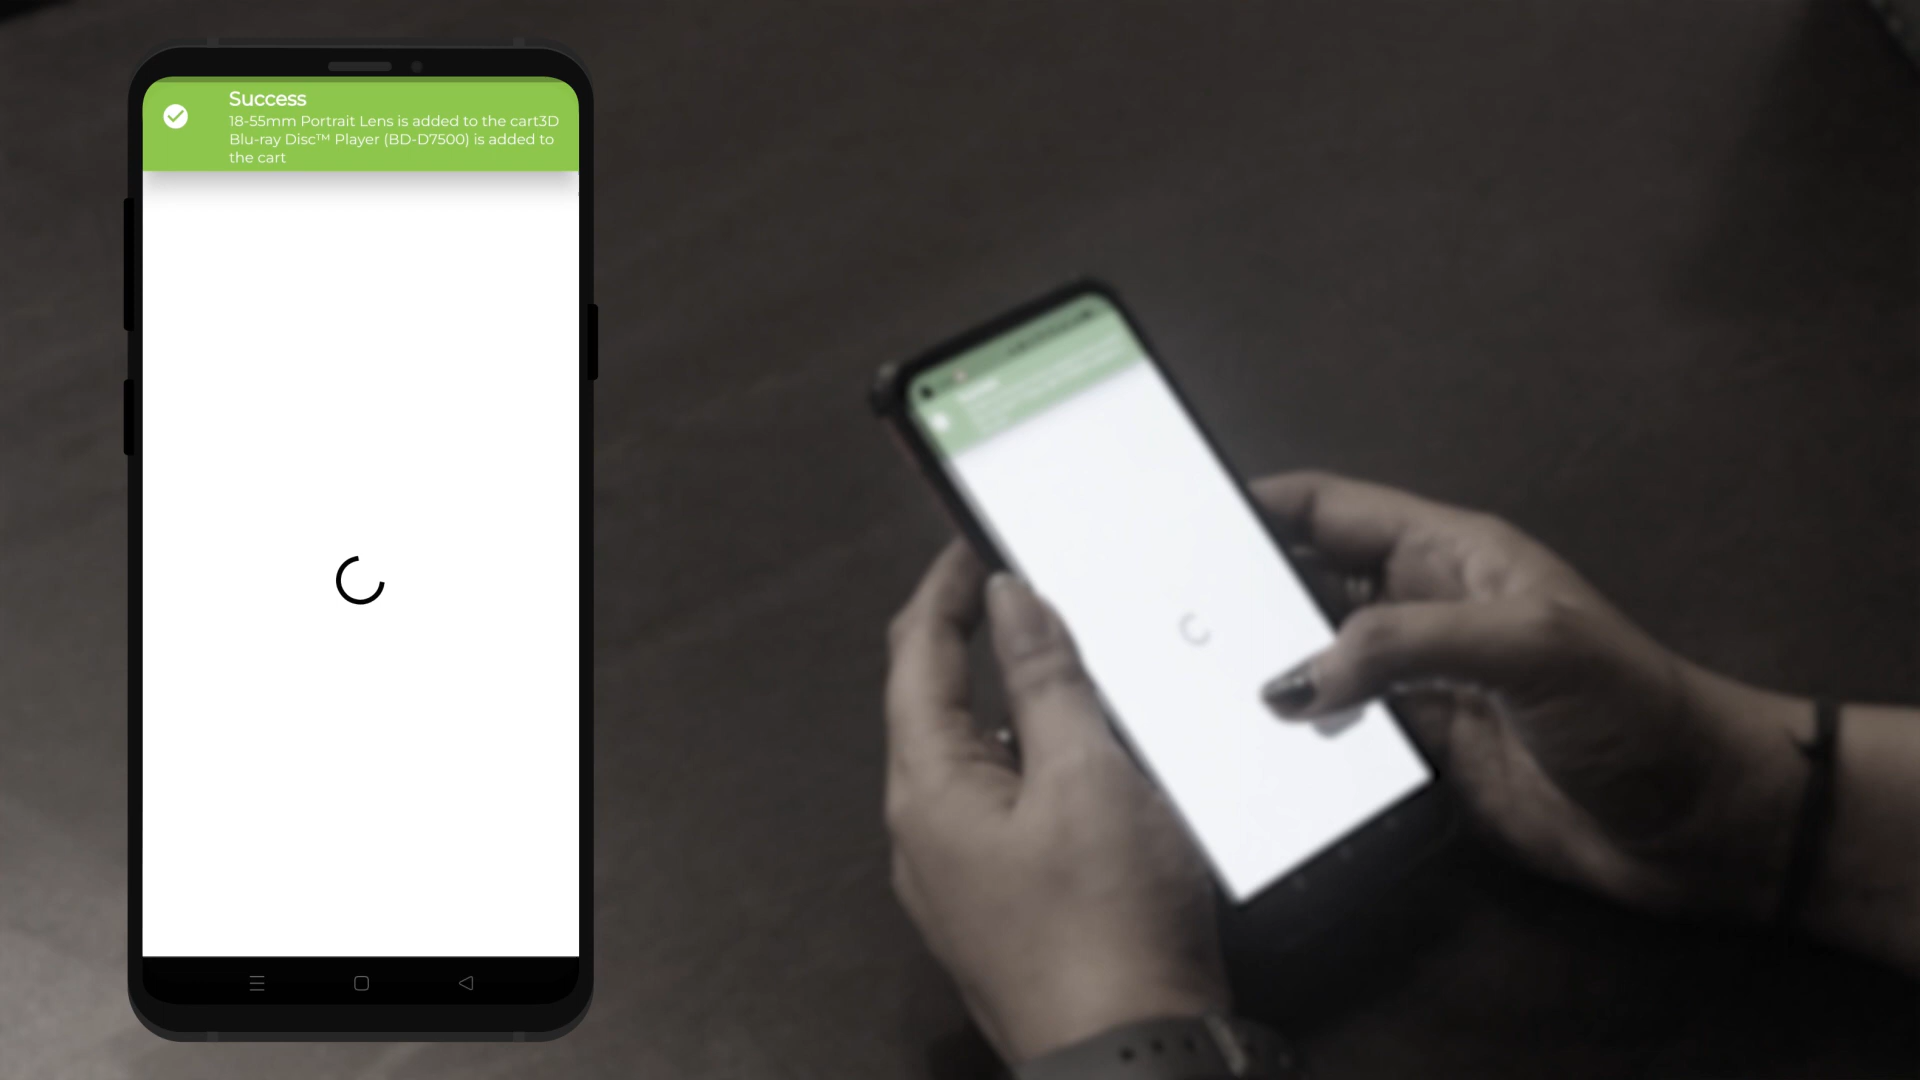 Success
18-55mm Portrait Lens is added to the cart3D
Blu-ray Disc™ Player (BD-D7500) is added to
the cart